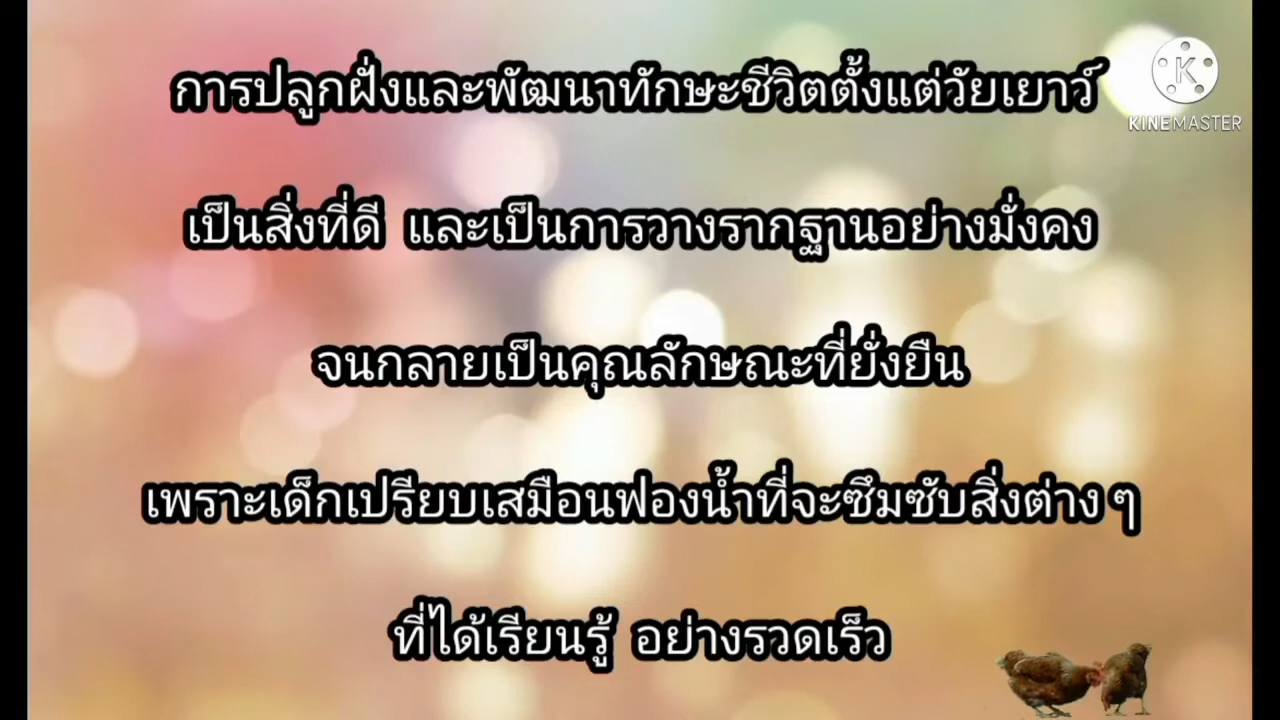 การปลูกฝั่งและพัฒนาทักษะชีวิตตั้งแต่วัยเยาว์
KINEMASTER
เป็นสิ่งที่ดี และเป็นการวางรากฐานอย่างมั่งคง
จนกลายเป็นคุณลักษณะที่ยั่งยืน
เพราะเด็กเปรียบเสมือนฟองน้ำที่จะซึมซับสิ่งต่าง ๆ
ที่ได้เรียนรู้ อย่างรวดเร็ว